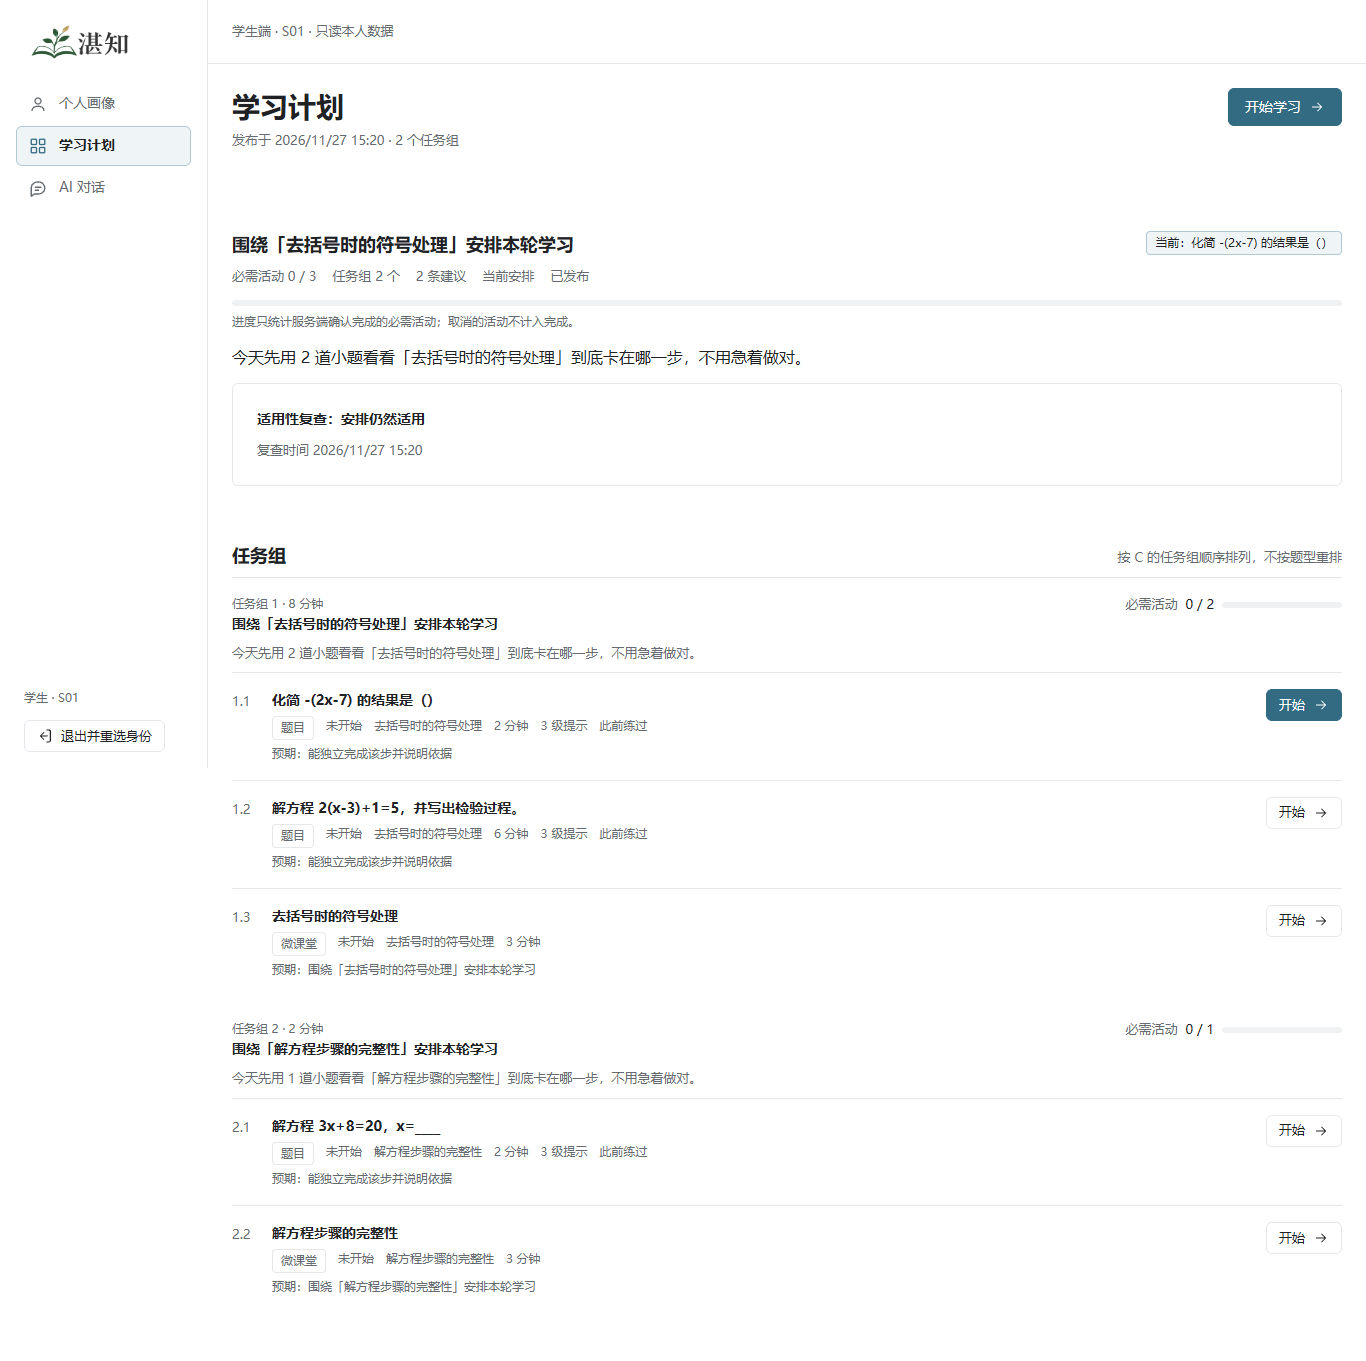 湛知
个人画像
学习计划
AI 对话
学生 · S01
退出并重选身份
学生端 · S01 · 只读本人数据
学习计划
开始学习 →
发布于 2026/11/27 15:20 · 2 个任务组
围绕「去括号时的符号处理」安排本轮学习
当前：化简 -(2x-7) 的结果是（）
必需活动 0 / 3 任务组 2 个 2 条建议 当前安排 已发布
进度只统计服务端确认完成的必需活动；取消的活动不计入完成。
今天先用 2 道小题看看「去括号时的符号处理」到底卡在哪一步，不用急着做对。
适用性复查：安排仍然适用
复查时间 2026/11/27 15:20
任务组
按 C 的任务组顺序排列，不按题型重排
任务组 1 · 8 分钟
必需活动 0 / 2
围绕「去括号时的符号处理」安排本轮学习
今天先用 2 道小题看看「去括号时的符号处理」到底卡在哪一步，不用急着做对。
1.1 化简 -(2x-7) 的结果是（）
开始 →
题目 未开始 去括号时的符号处理 2 分钟 3 级提示 此前练过
预期：能独立完成该步并说明依据
1.2 解方程 2(x-3)+1=5，并写出检验过程。
开始 →
题目 未开始 去括号时的符号处理 6 分钟 3 级提示 此前练过
预期：能独立完成该步并说明依据
1.3 去括号时的符号处理
开始 →
微课堂 未开始 去括号时的符号处理 3 分钟
预期：围绕「去括号时的符号处理」安排本轮学习
任务组 2 · 2 分钟
必需活动 0 / 1
围绕「解方程步骤的完整性」安排本轮学习
今天先用 1 道小题看看「解方程步骤的完整性」到底卡在哪一步，不用急着做对。
2.1 解方程 3x+8=20，x=____
开始 →
题目 未开始 解方程步骤的完整性 2 分钟 3 级提示 此前练过
预期：能独立完成该步并说明依据
2.2 解方程步骤的完整性
开始 →
微课堂 未开始 解方程步骤的完整性 3 分钟
预期：围绕「解方程步骤的完整性」安排本轮学习